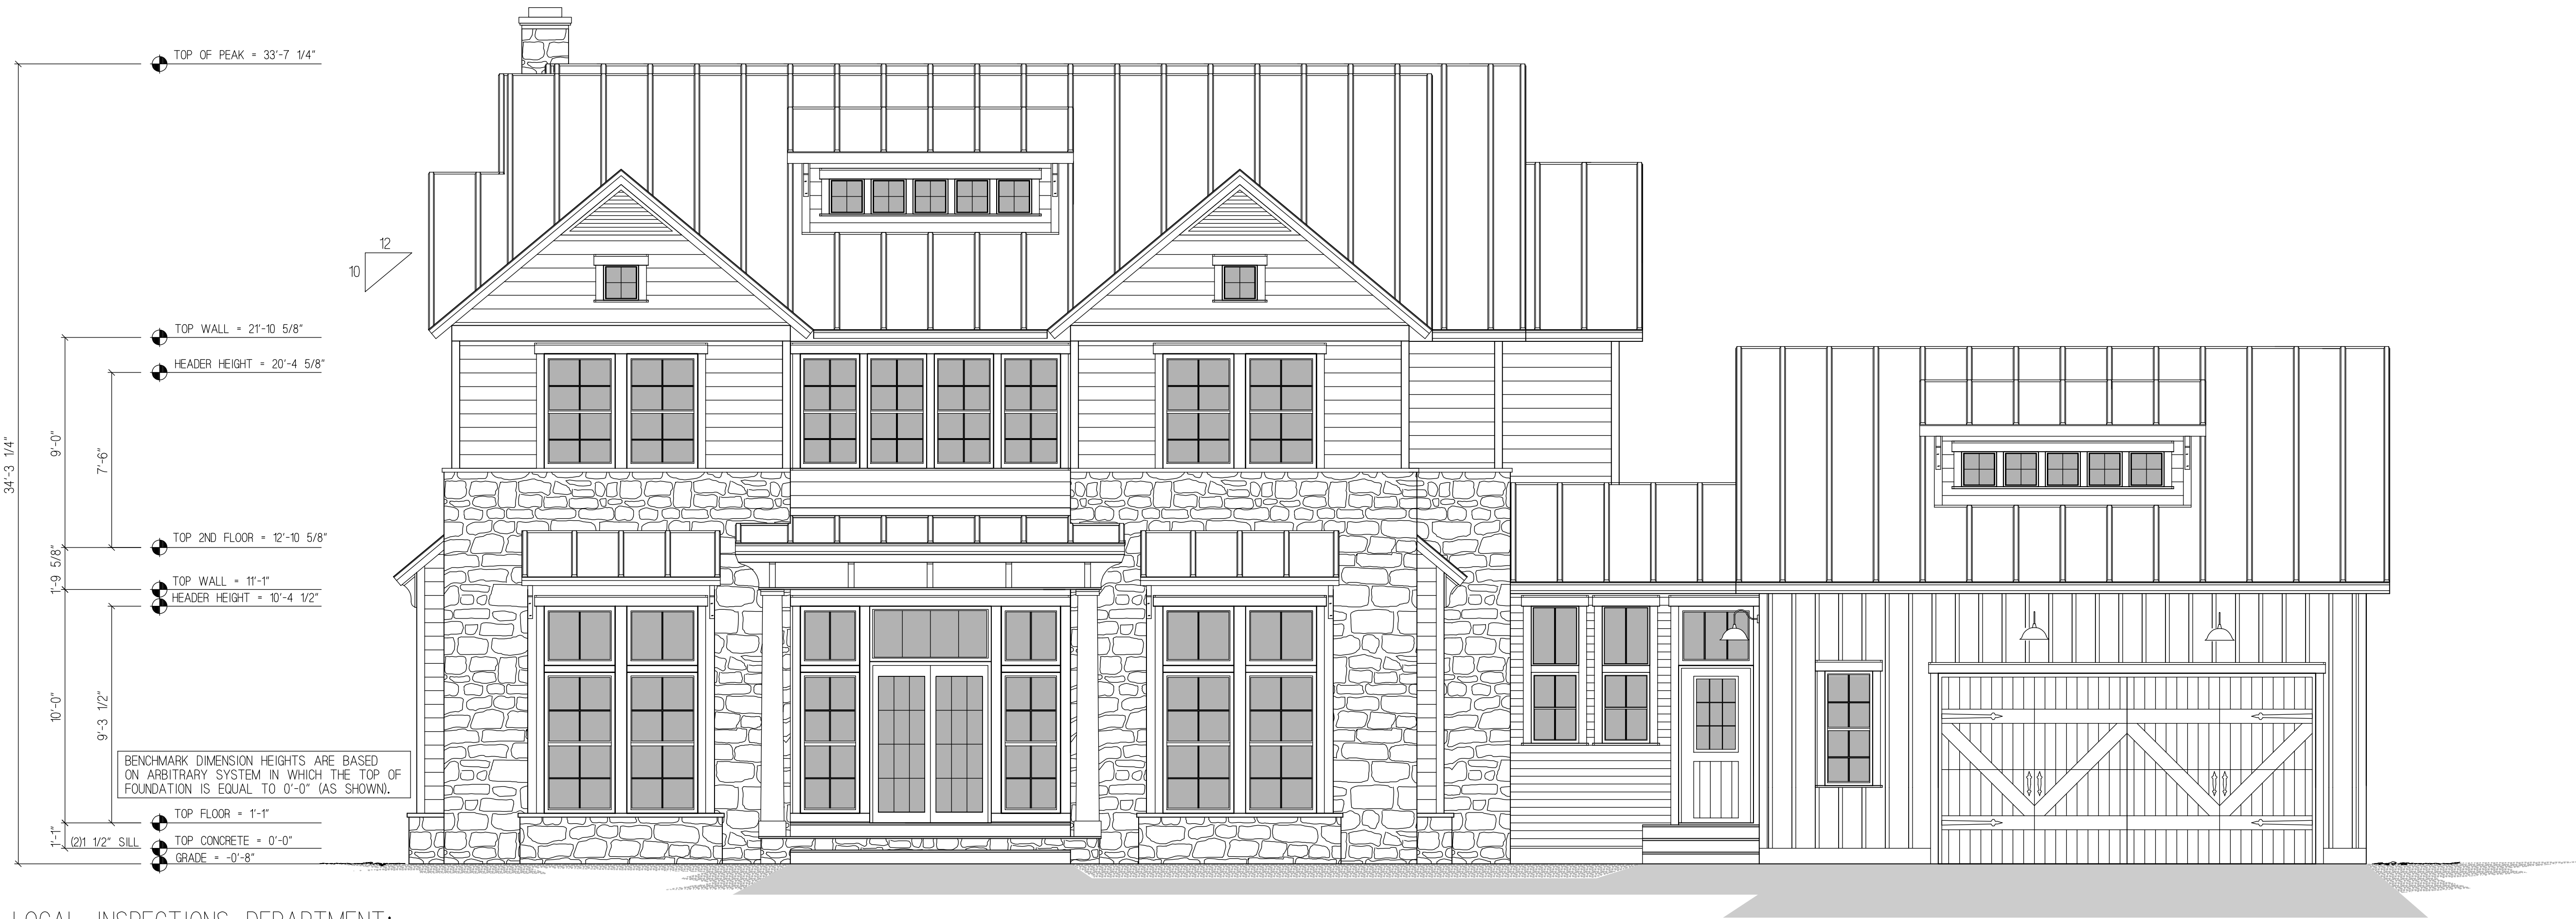 TOP OF PEAK = 33'-7 1/4"
12
10
TOP WALL = 21'-10 5/8"
HEADER HEIGHT = 20'-4 5/8"
34'-3 1/4"
9'-0"
7'-6"
TOP 2ND FLOOR = 12'-10 5/8"
1'-9 5/8"
TOP WALL = 11'-1"
HEADER HEIGHT = 10'-4 1/2"
10'-0"
9'-3 1/2"
BENCHMARK DIMENSION HEIGHTS ARE BASED
ON ARBITRARY SYSTEM IN WHICH THE TOP OF
FOUNDATION IS EQUAL TO 0'-0" (AS SHOWN).
TOP FLOOR = 1'-1"
1'-1"
(2)1 1/2" SILL
TOP CONCRETE = 0'-0"
GRADE = -0'-8"
LOCAL INSPECTIONS DEPARTMENT: